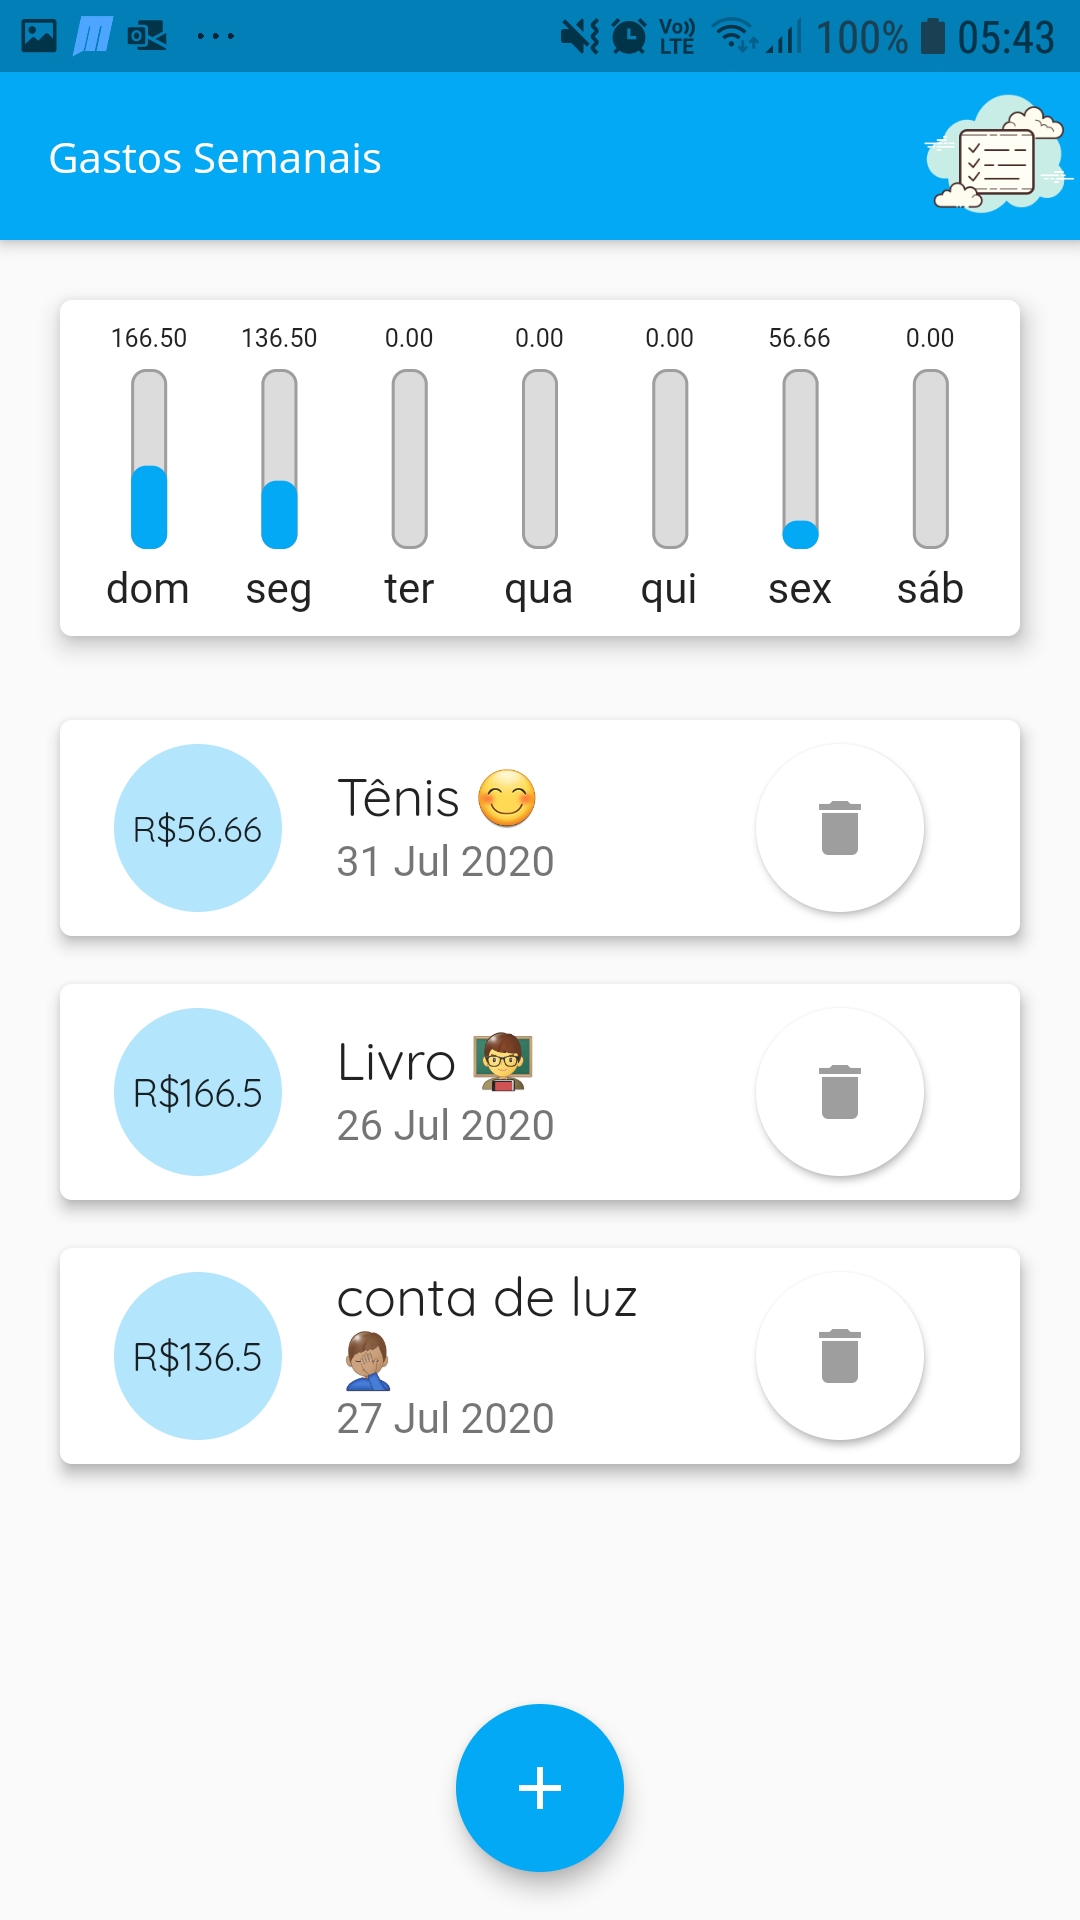 Vo)) LTE 100% 05:43
Gastos Semanais
166.50 136.50 0.00 0.00 0.00 56.66 0.00
dom seg ter qua qui sex sáb
R$56.66
Tênis 😊
31 Jul 2020
R$166.5
Livro 👨‍🏫
26 Jul 2020
R$136.5
conta de luz
🤦🏽‍♂️
27 Jul 2020
+